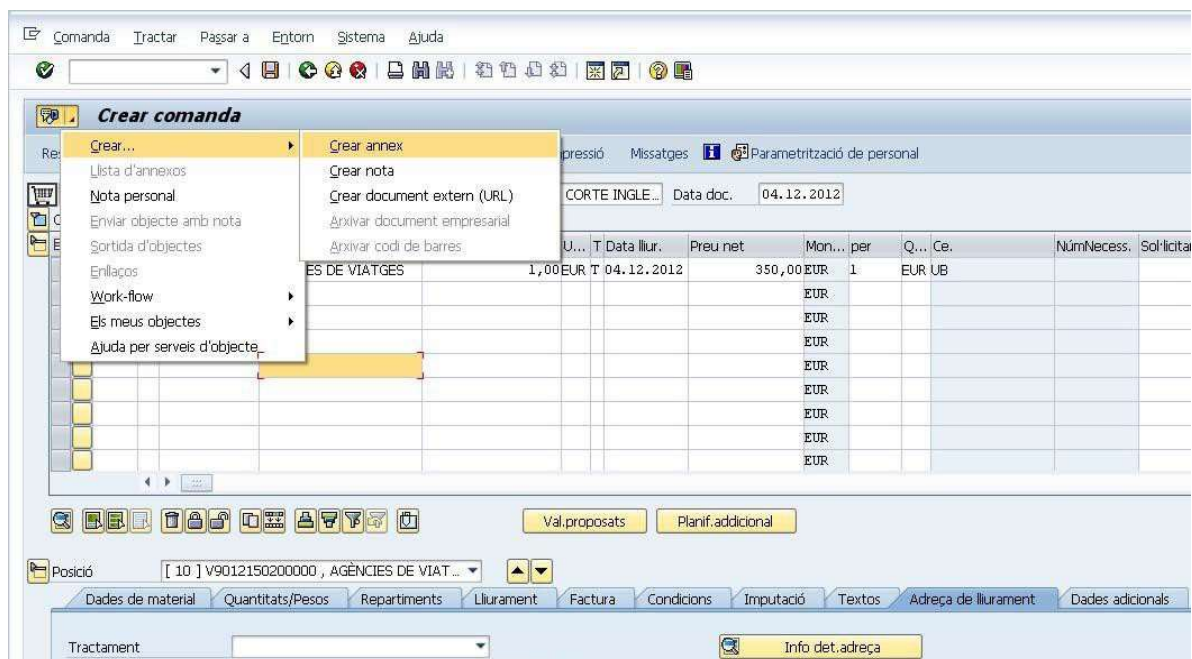 Comanda Tractar Passar a Entorn Sistema Ajuda
Crear comanda
Crear... Crear annex pressió Missatges Parametrització de personal
Llista d'annexos Crear nota
Nota personal Crear document extern (URL) CORTE INGLE... Data doc. 04.12.2012
Enviar objecte amb nota Arxivar document empresarial
Sortida d'objectes Arxivar codi de barres U... T Data lliur. Preu net Mon... per Q... Ce. NúmNecess. Sol·licitan
Enllaços ES DE VIATGES 1,00 EUR T 04.12.2012 350,00 EUR 1 EUR UB
Work-flow EUR
Els meus objectes EUR
Ajuda per serveis d'objecte EUR
EUR
EUR
EUR
EUR
EUR
Val.proposats Planif.addicional
Posició [ 10 ] V9012150200000 , AGÈNCIES DE VIAT...
Dades de material Quantitats/Pesos Repartiments Lliurament Factura Condicions Imputació Textos Adreça de lliurament Dades adicionals
Tractament Info det.adreça